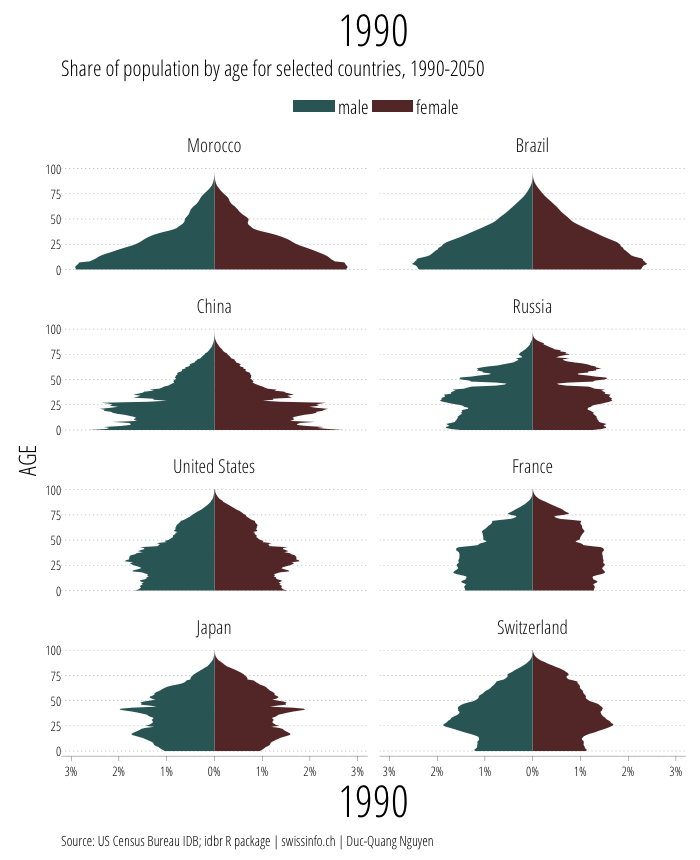 1990
Share of population by age for selected countries, 1990-2050
male female
Morocco Brazil
100
75
50
25
0
China Russia
100
75
50
25
0
AGE
United States France
100
75
50
25
0
Japan Switzerland
100
75
50
25
0
3% 2% 1% 0% 1% 2% 3% 3% 2% 1% 0% 1% 2% 3%
1990
Source: US Census Bureau IDB; idbr R package | swissinfo.ch | Duc-Quang Nguyen